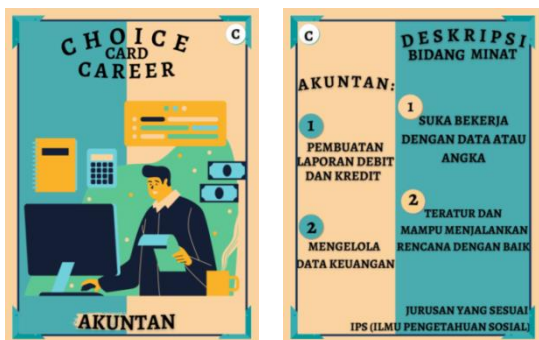 C
CHOICE
CARD
CAREER
AKUNTAN
C
DESKRIPSI
BIDANG MINAT
AKUNTAN:
1
PEMBUATAN
LAPORAN DEBIT
DAN KREDIT
2
MENGELOLA
DATA KEUANGAN
1
SUKA BEKERJA
DENGAN DATA ATAU
ANGKA
2
TERATUR DAN
MAMPU MENJALANKAN
RENCANA DENGAN BAIK
JURUSAN YANG SESUAI
IPS (ILMU PENGETAHUAN SOSIAL)